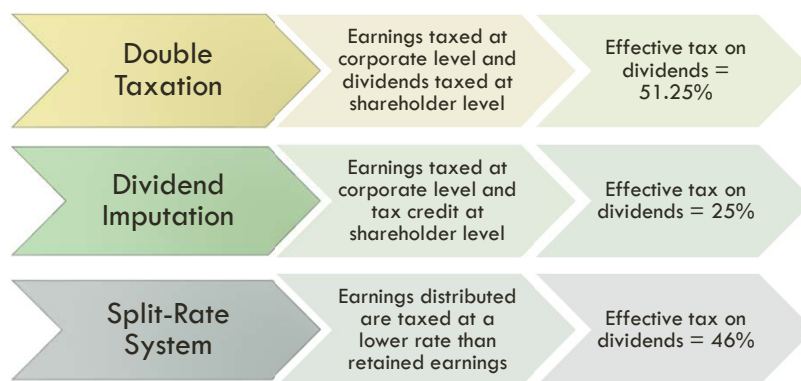 Double
Taxation
Earnings taxed at
corporate level and
dividends taxed at
shareholder level
Effective tax on
dividends =
51.25%
Dividend
Imputation
Earnings taxed at
corporate level and
tax credit at
shareholder level
Effective tax on
dividends = 25%
Split-Rate
System
Earnings distributed
are taxed at a
lower rate than
retained earnings
Effective tax on
dividends = 46%